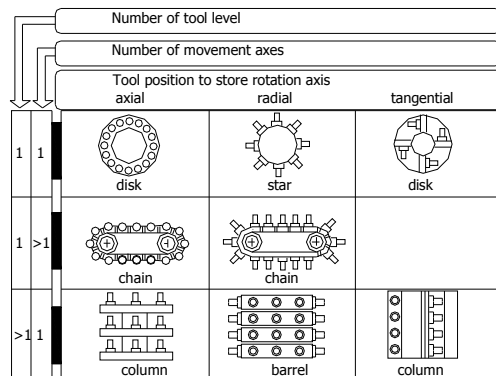 Number of tool level
Number of movement axes
Tool position to store rotation axis
axial radial tangential
1 1
disk star disk
1 >1
chain chain
>1 1
column barrel column